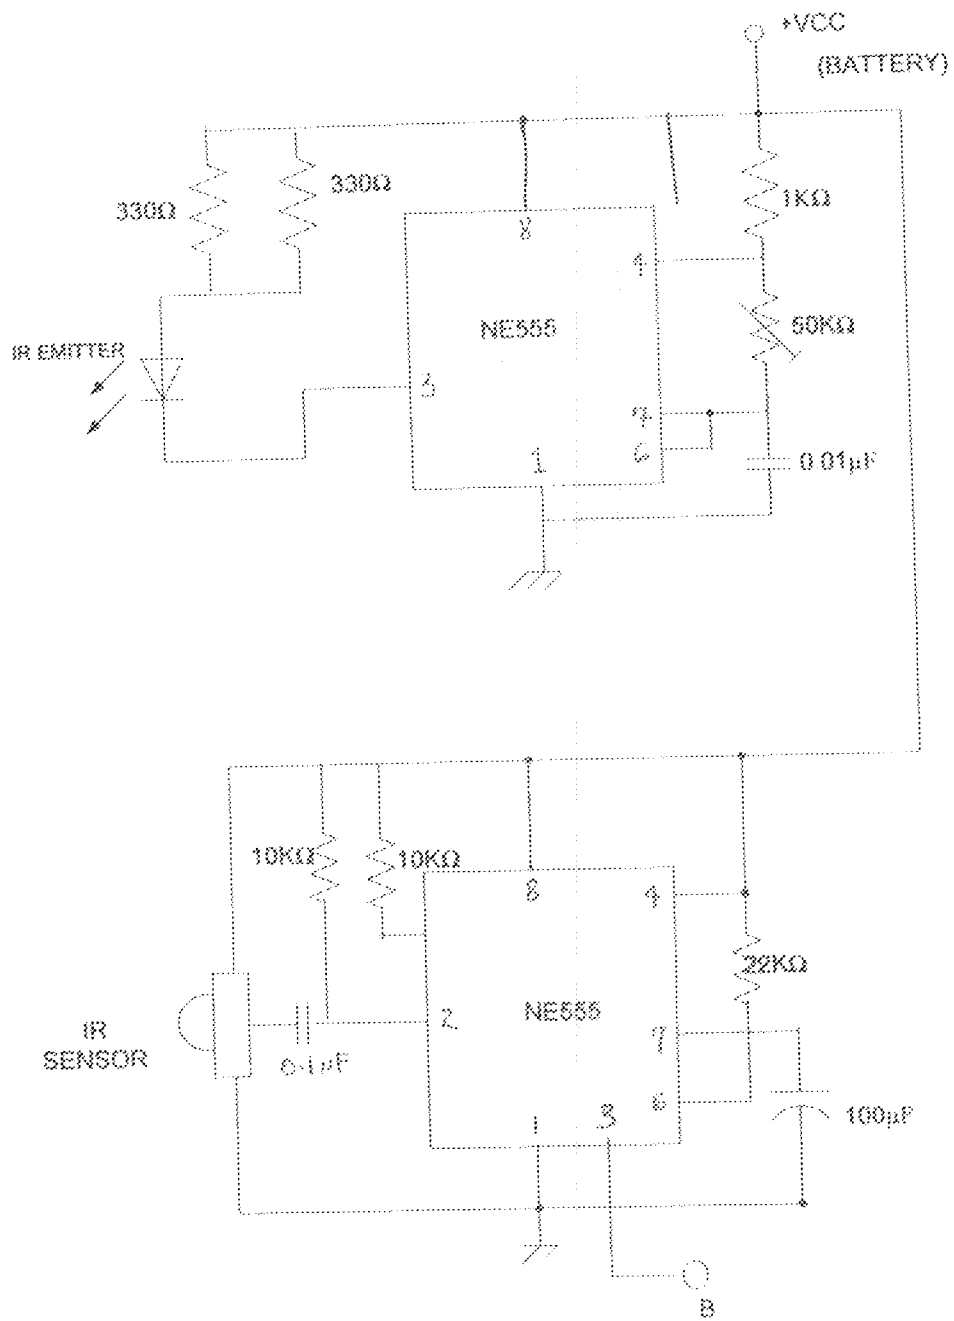 +VCC
(BATTERY)
330Ω
330Ω
1KΩ
8
4
NE555
50KΩ
IR EMITTER
3
7
6
1
0.01µF
10KΩ
10KΩ
8
4
22KΩ
2
NE555
IR
SENSOR
0.1µF
7
6
1
3
100µF
B